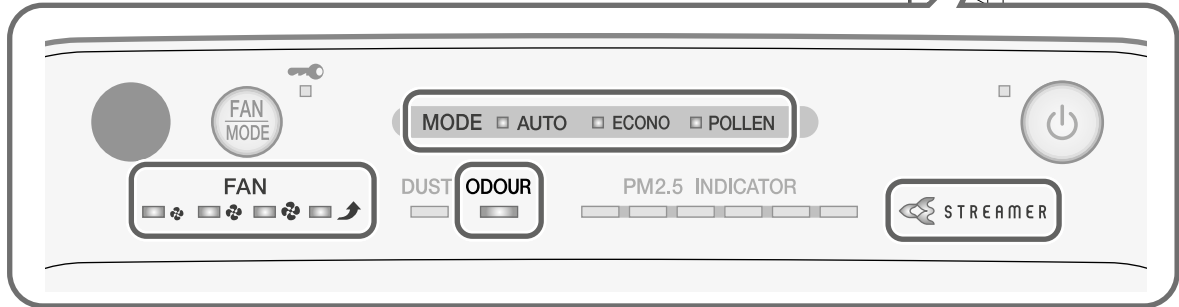 FAN
MODE
MODE AUTO ECONO POLLEN
FAN
DUST ODOUR PM2.5 INDICATOR
STREAMER